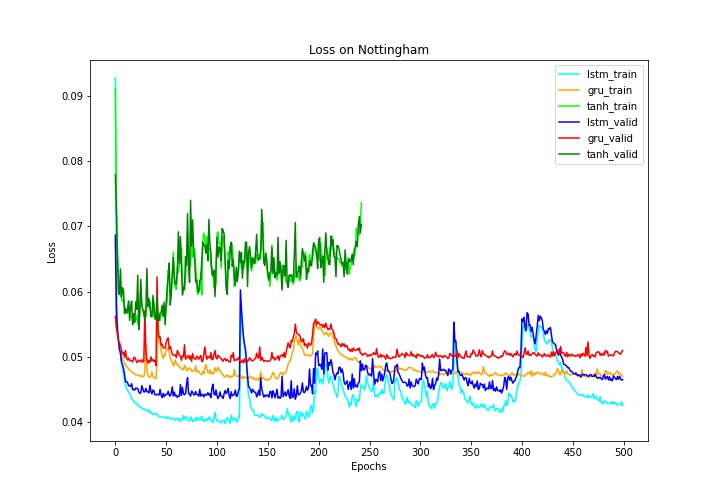 Loss on Nottingham
lstm_train
gru_train
tanh_train
lstm_valid
gru_valid
tanh_valid
Loss
0.09
0.08
0.07
0.06
0.05
0.04
0 50 100 150 200 250 300 350 400 450 500
Epochs